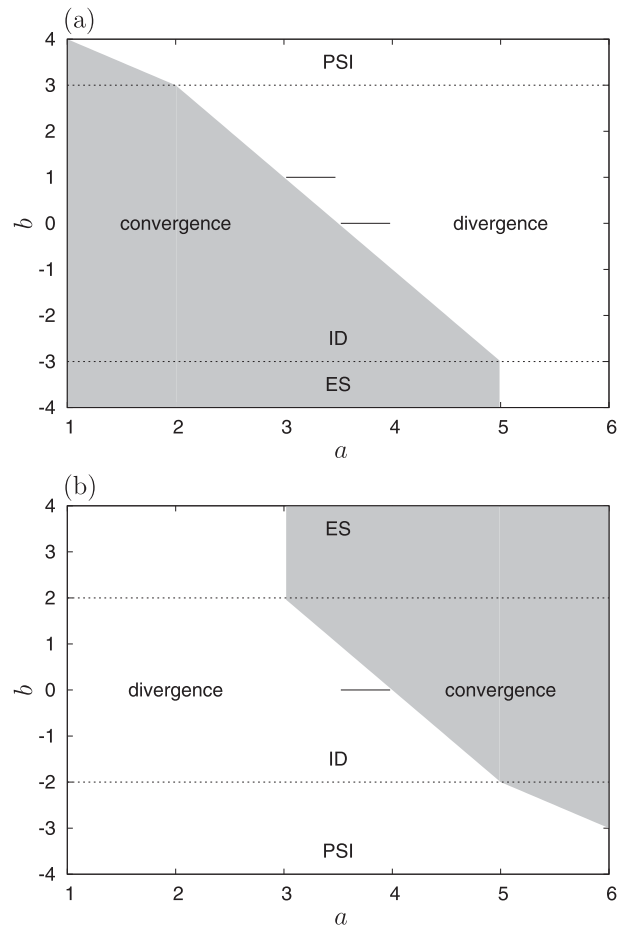 (a)
4
PSI
3
2
1
b
0
convergence
divergence
-1
-2
ID
-3
ES
-4
1 2 3 4 5 6
a
(b)
4
ES
3
2
1
b
0
divergence
convergence
-1
ID
-2
-3
PSI
-4
1 2 3 4 5 6
a